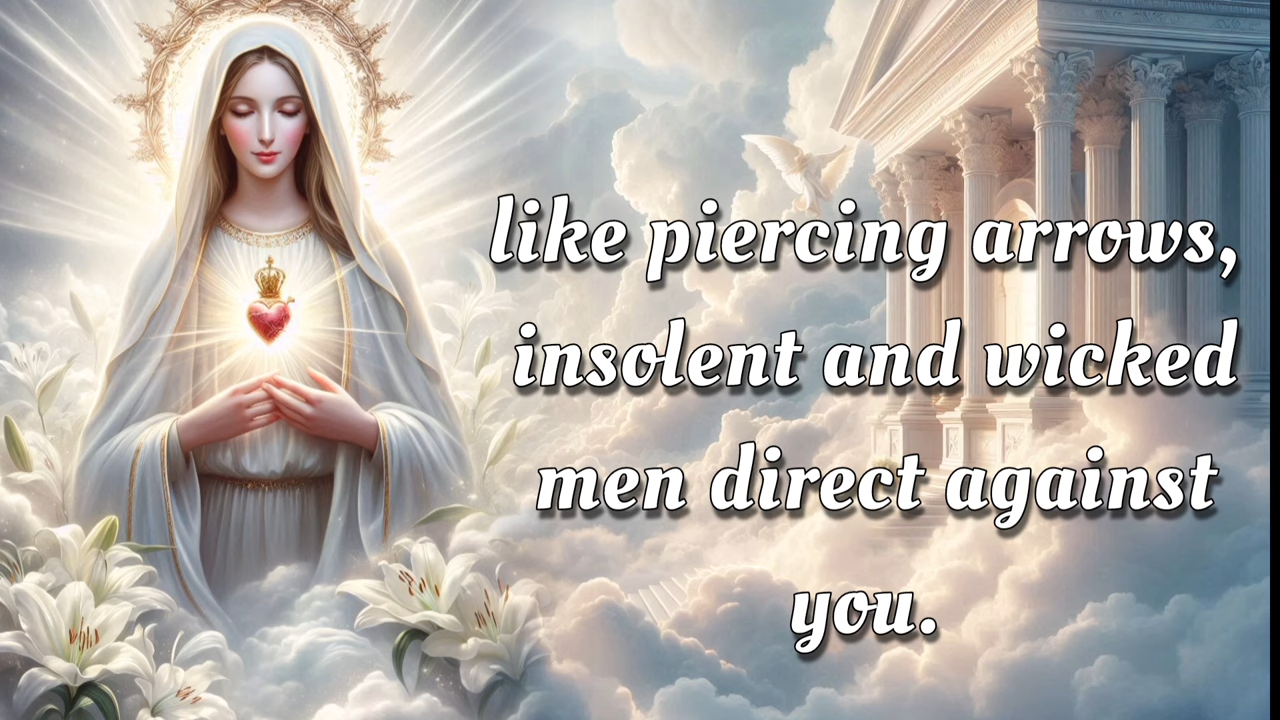 like piercing arrows,
insolent and wicked
men direct against
you.